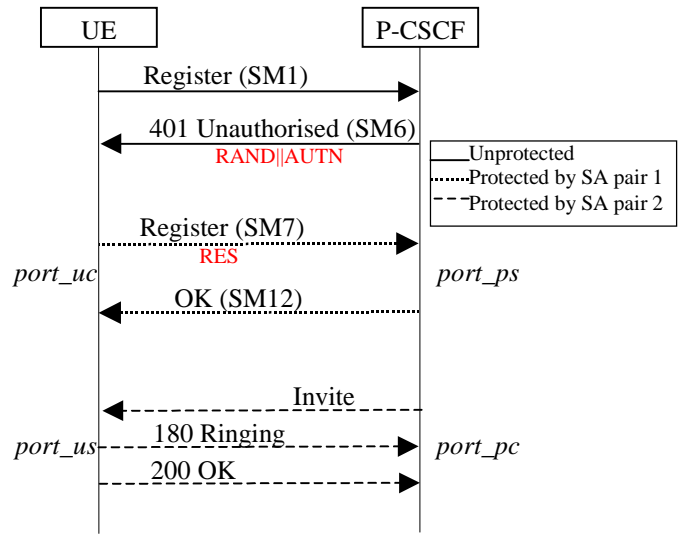 UE
P-CSCF
Register (SM1)
401 Unauthorised (SM6)
RAND||AUTN
Unprotected
Protected by SA pair 1
Protected by SA pair 2
Register (SM7)
RES
port_uc
port_ps
OK (SM12)
Invite
180 Ringing
port_us
port_pc
200 OK